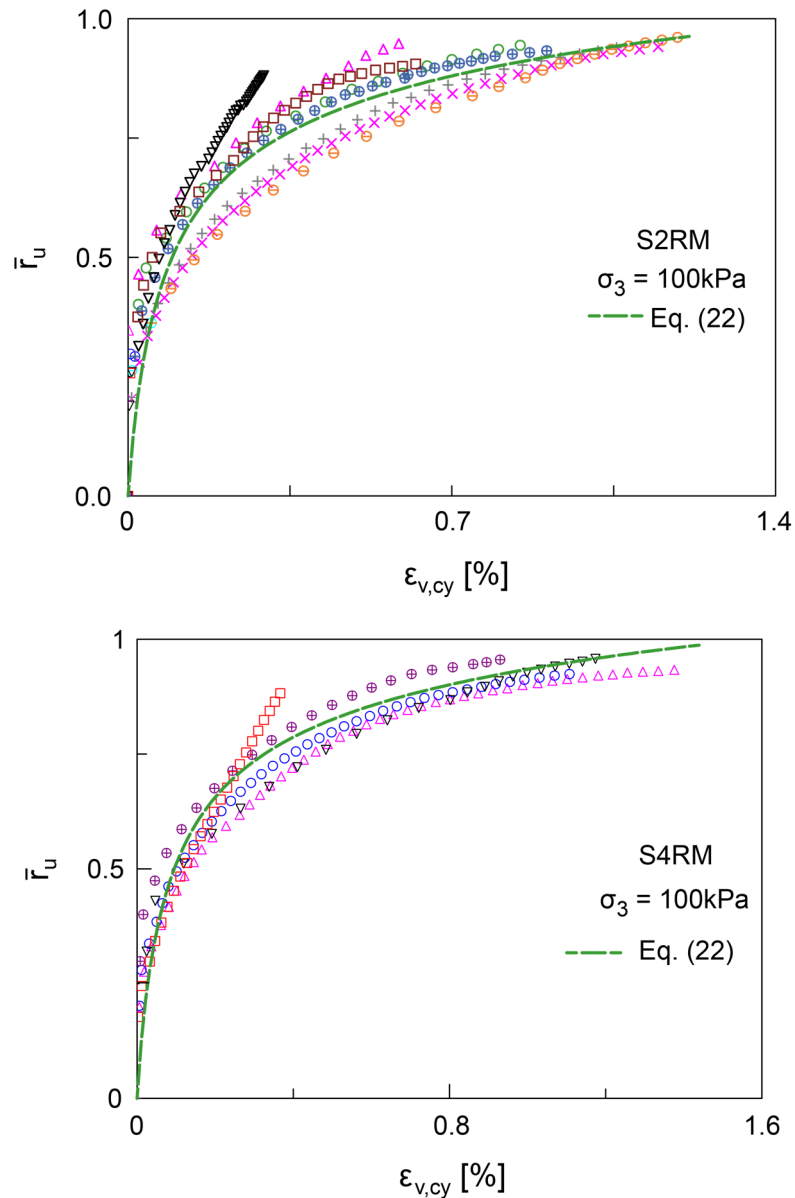 1.0
0.5
0.0
r̄u
S2RM
σ3 = 100kPa
Eq. (22)
0
0.7
1.4
εv,cy [%]
1
0.5
0
r̄u
S4RM
σ3 = 100kPa
Eq. (22)
0
0.8
1.6
εv,cy [%]